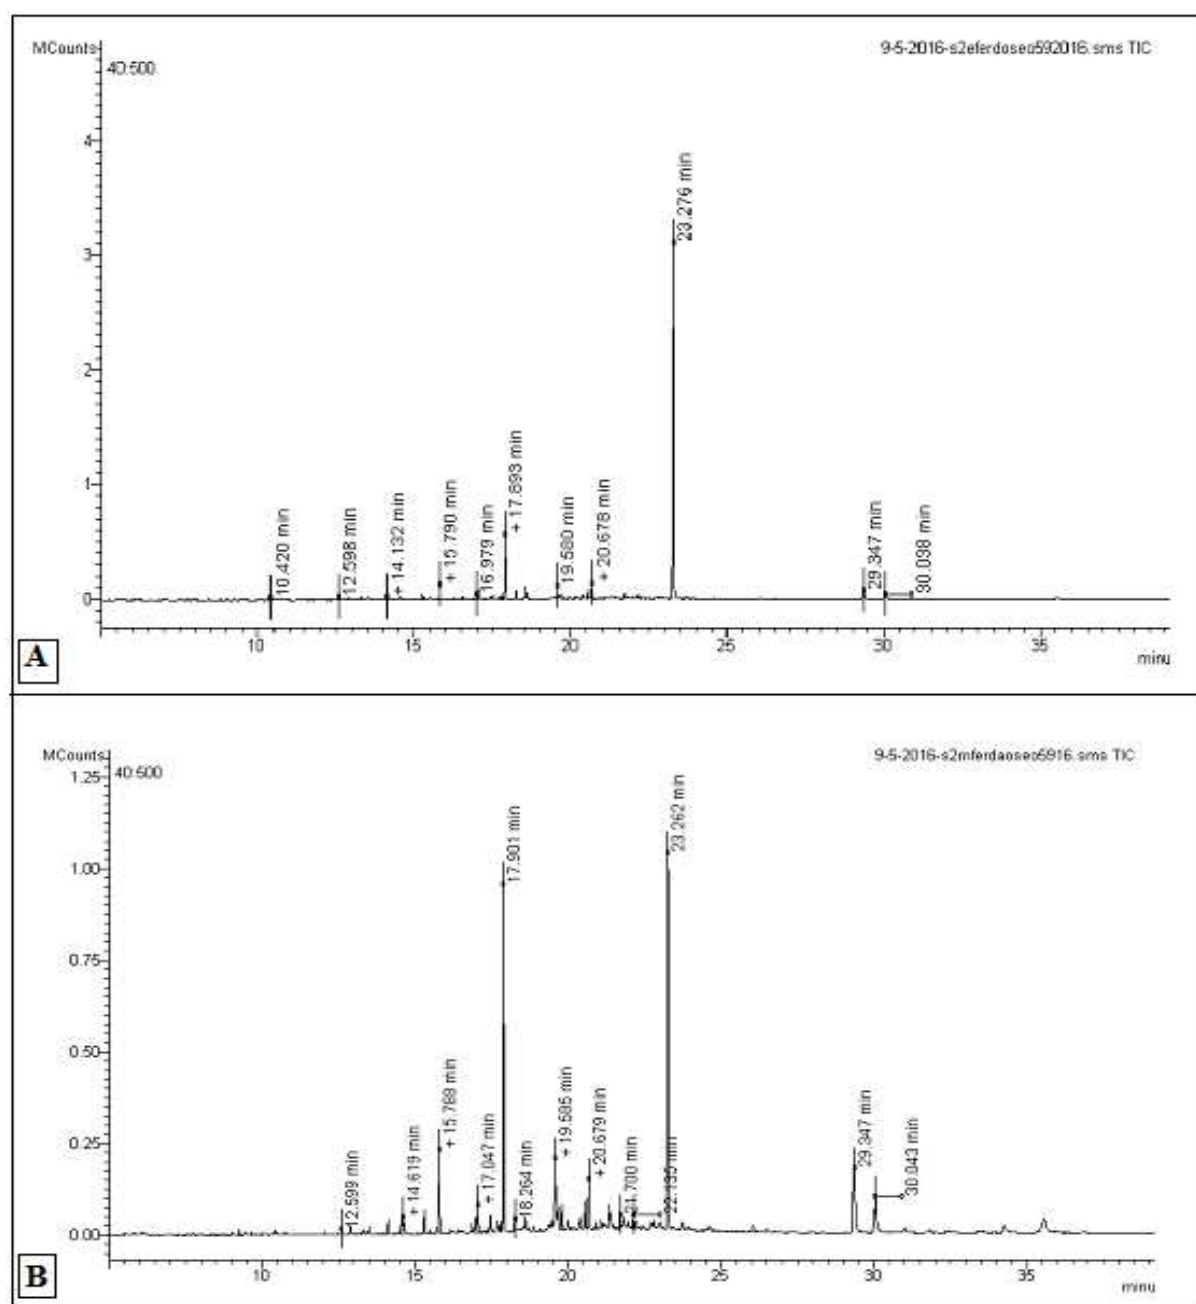 MCounts
9-5-2016-s2eferdoseo592016.sms TIC
40:500
4
3
2
1
0
10.420 min
12.598 min
+ 14.132 min
+ 15.790 min
16.979 min
+ 17.893 min
19.580 min
+ 20.678 min
23.276 min
29.347 min
30.038 min
10
15
20
25
30
35
minu
A
MCounts
9-5-2016-s2mferdaoseo5916.sms TIC
40:500
1.25
1.00
0.75
0.50
0.25
0.00
12.599 min
+ 14.619 min
+ 15.788 min
+ 17.047 min
17.901 min
18.264 min
+ 19.585 min
+ 20.679 min
21.700 min
22.135 min
23.262 min
29.347 min
30.043 min
10
15
20
25
30
35
minu
B